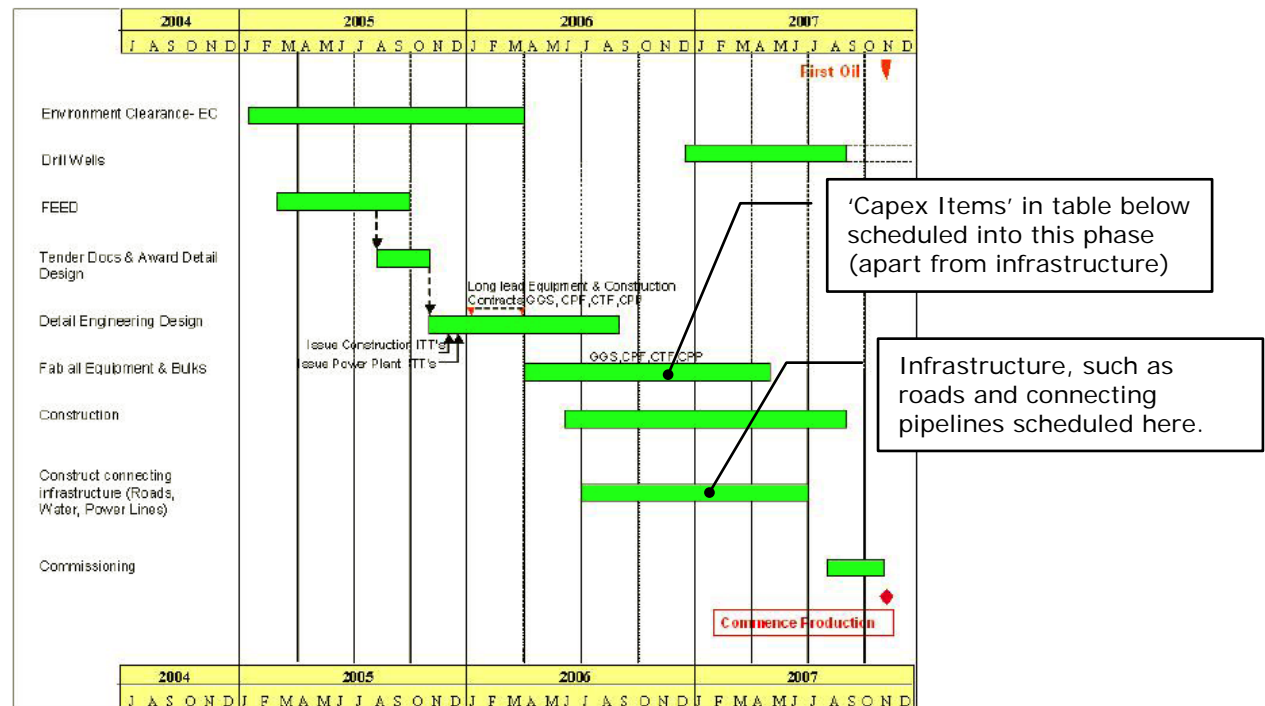 2004 2005 2006 2007
J A S O N D J F M A M J J A S O N D J F M A M J J A S O N D J F M A M J J A S O N D
First Oil
Environment Clearance- EC
Drill Wells
'Capex Items' in table below
scheduled into this phase
(apart from infrastructure)
FEED
Tender Docs & Award Detail
Design
Long lead Equipment & Construction
Contracts GGS, CPF,CTF,CPP
Detail Engineering Design
Issue Construction ITT's
Issue Power Plant ITT's
GGS,CPF,CTF,CPP
Fab all Equipment & Bulks
Infrastructure, such as
roads and connecting
pipelines scheduled here.
Construction
Construct connecting
infrastructure (Roads,
Water, Power Lines)
Commissioning
Commence Production
2004 2005 2006 2007
J A S O N D J F M A M J J A S O N D J F M A M J J A S O N D J F M A M J J A S O N D